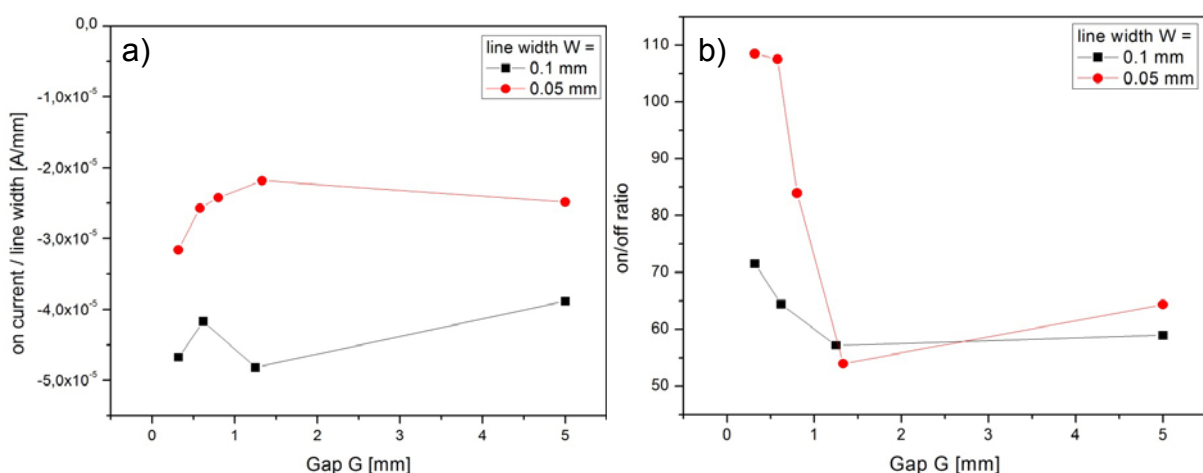 a)
on current / line width [A/mm]
0,0
-1,0x10⁻⁵
-2,0x10⁻⁵
-3,0x10⁻⁵
-4,0x10⁻⁵
-5,0x10⁻⁵
line width W =
0.1 mm
0.05 mm
0 1 2 3 4 5
Gap G [mm]
b)
on/off ratio
110
100
90
80
70
60
50
line width W =
0.1 mm
0.05 mm
0 1 2 3 4 5
Gap G [mm]